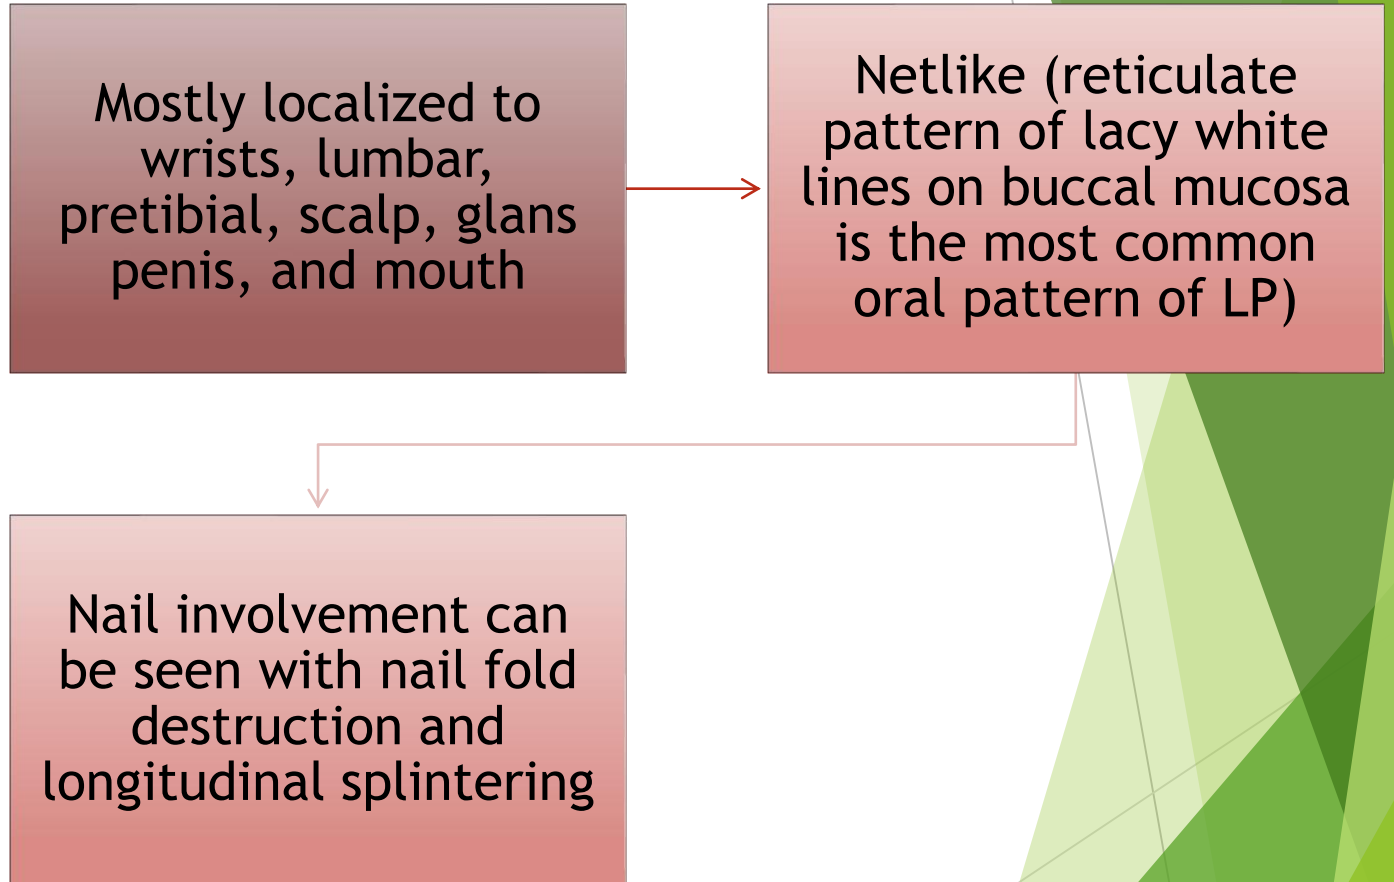 Mostly localized to
wrists, lumbar,
pretibial, scalp, glans
penis, and mouth
Netlike (reticulate
pattern of lacy white
lines on buccal mucosa
is the most common
oral pattern of LP)
Nail involvement can
be seen with nail fold
destruction and
longitudinal splintering